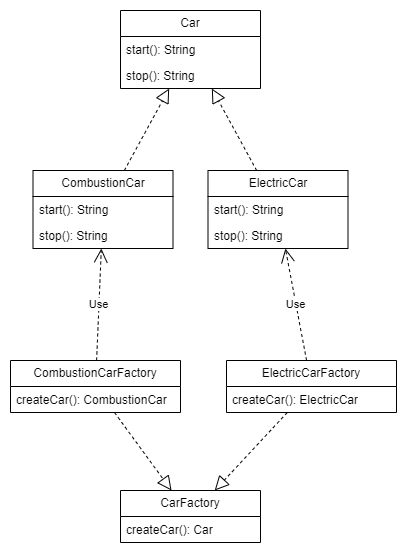 Car
start(): String
stop(): String
CombustionCar
start(): String
stop(): String
ElectricCar
start(): String
stop(): String
Use
Use
CombustionCarFactory
createCar(): CombustionCar
ElectricCarFactory
createCar(): ElectricCar
CarFactory
createCar(): Car